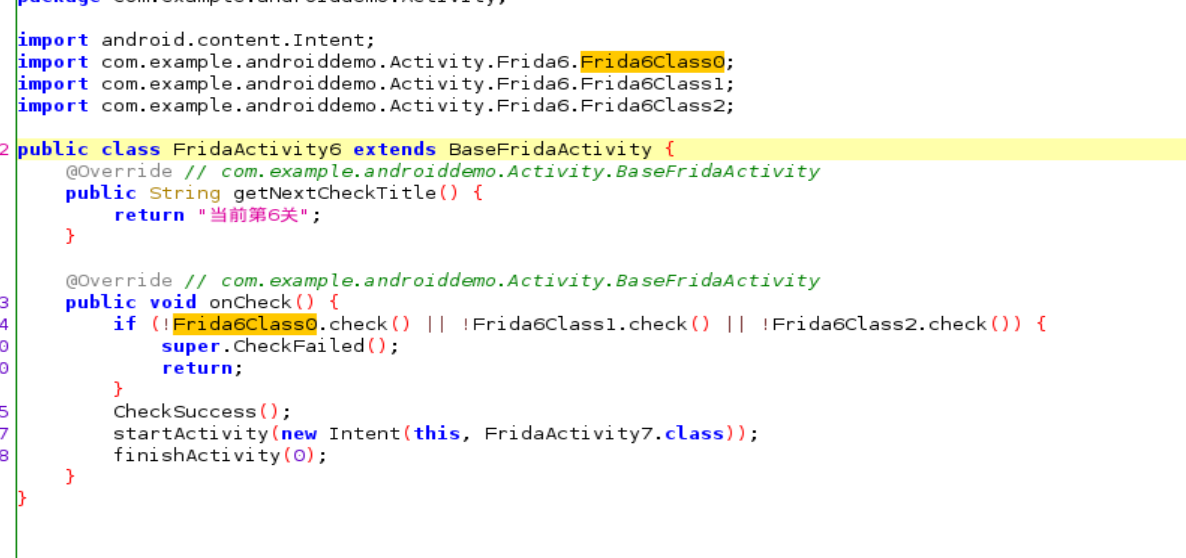 package com.example.androiddemo.Activity;
import android.content.Intent;
import com.example.androiddemo.Activity.Frida6.Frida6Class0;
import com.example.androiddemo.Activity.Frida6.Frida6Class1;
import com.example.androiddemo.Activity.Frida6.Frida6Class2;
2 public class FridaActivity6 extends BaseFridaActivity {
@Override // com.example.androiddemo.Activity.BaseFridaActivity
public String getNextCheckTitle() {
return "当前第6关";
}
@Override // com.example.androiddemo.Activity.BaseFridaActivity
3 public void onCheck() {
4 if (!Frida6Class0.check() || !Frida6Class1.check() || !Frida6Class2.check()) {
0 super.CheckFailed();
0 return;
}
5 CheckSuccess();
7 startActivity(new Intent(this, FridaActivity7.class));
8 finishActivity(0);
}
}